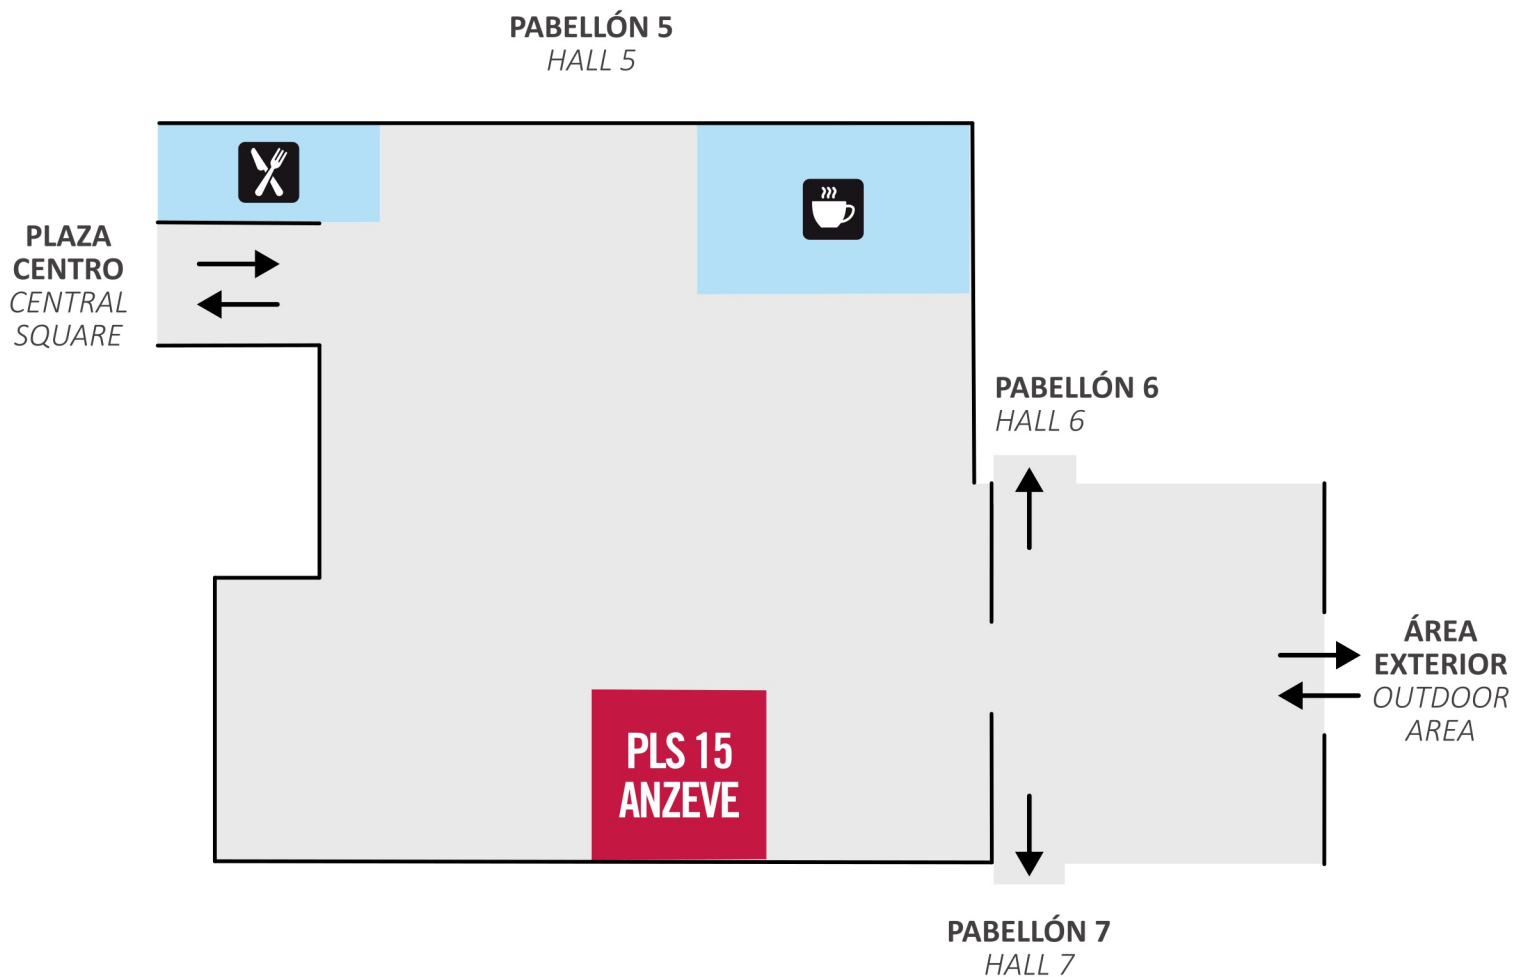 PABELLÓN 5
HALL 5
PLAZA
CENTRO
CENTRAL
SQUARE
PABELLÓN 6
HALL 6
ÁREA
EXTERIOR
OUTDOOR
AREA
PLS 15
ANZEVE
PABELLÓN 7
HALL 7